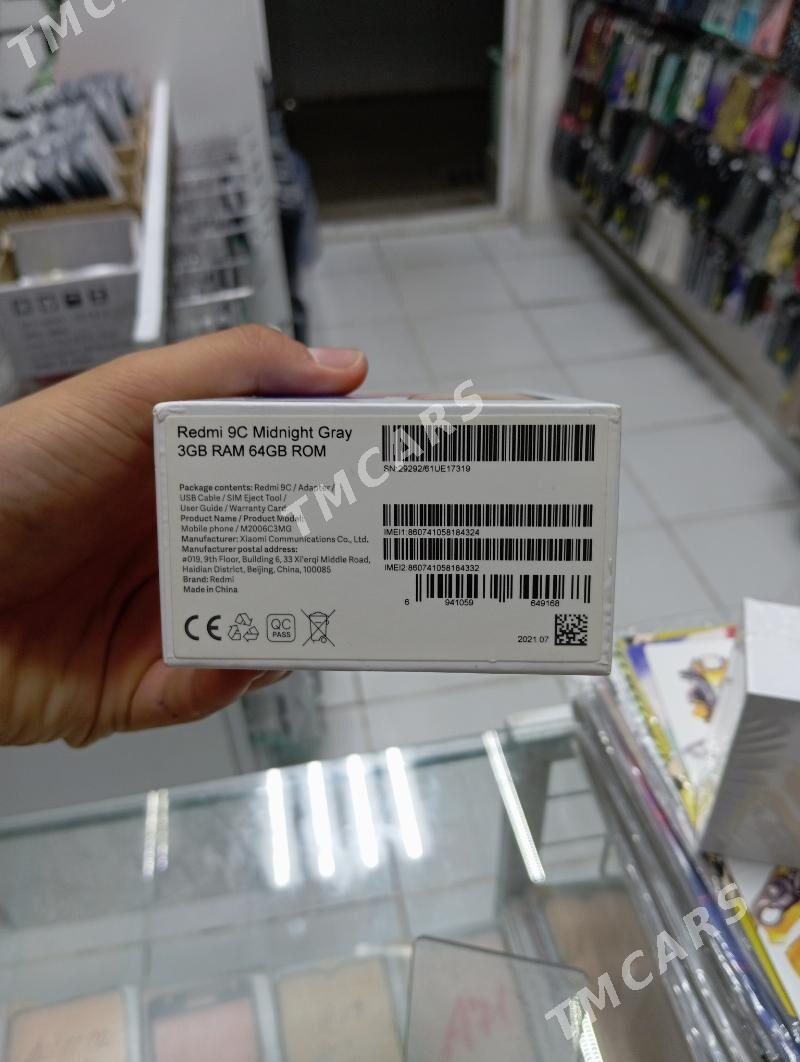 TMCARS
Redmi 9C Midnight Gray
3GB RAM 64GB ROM
Package contents: Redmi 9C / Adapter /
USB Cable / SIM Eject Tool /
User Guide / Warranty Card
Product Name / Product Model:
Mobile phone / M2006C3MG
Manufacturer: Xiaomi Communications Co., Ltd.
Manufacturer postal address:
#019, 9th Floor, Building 6, 33 Xi'erqi Middle Road,
Haidian District, Beijing, China, 100085
Brand: Redmi
Made in China
CE
QC
PASS
SN:29292/61UE17319
IMEI1:860741058184324
IMEI2:860741058184332
6 941059 649168
2021.07
TMCARS
TMCARS
TMCARS